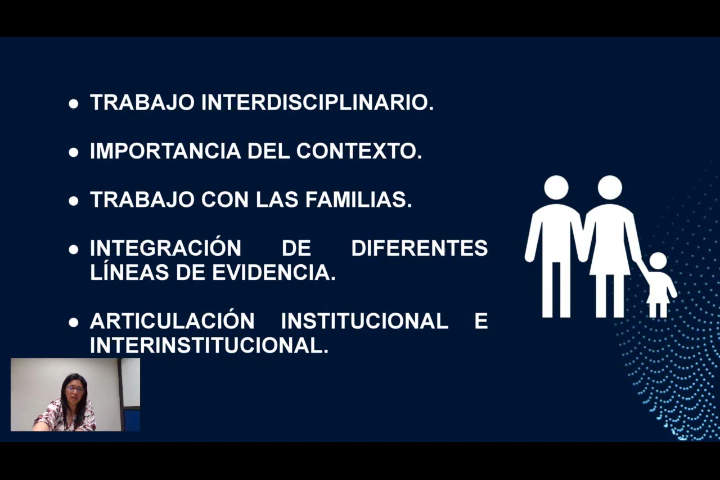 ● TRABAJO INTERDISCIPLINARIO.
● IMPORTANCIA DEL CONTEXTO.
● TRABAJO CON LAS FAMILIAS.
● INTEGRACIÓN DE DIFERENTES
LÍNEAS DE EVIDENCIA.
● ARTICULACIÓN INSTITUCIONAL E
INTERINSTITUCIONAL.